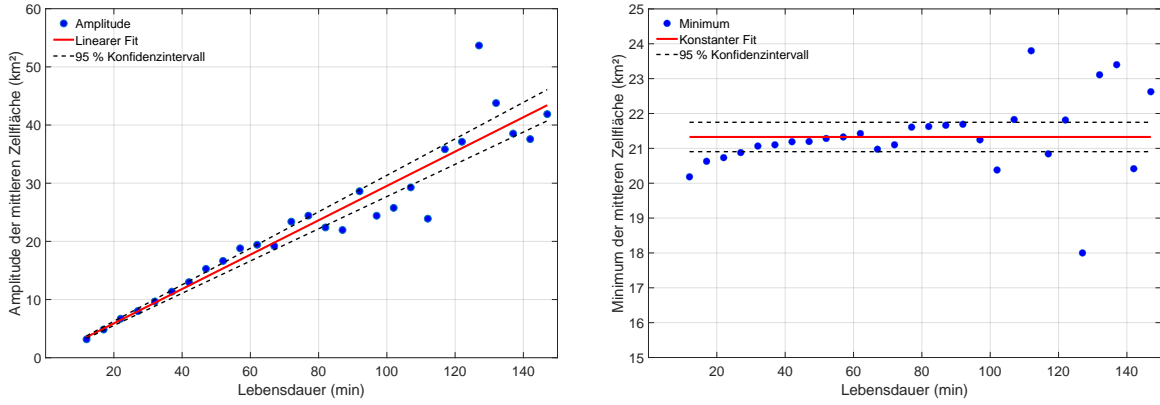 Amplitude der mittleren Zellfläche (km²)
60
50
40
30
20
10
0
Amplitude
Linearer Fit
95 % Konfidenzintervall
20 40 60 80 100 120 140
Lebensdauer (min)
Minimum der mittleren Zellfläche (km²)
25
24
23
22
21
20
19
18
17
16
15
Minimum
Konstanter Fit
95 % Konfidenzintervall
20 40 60 80 100 120 140
Lebensdauer (min)